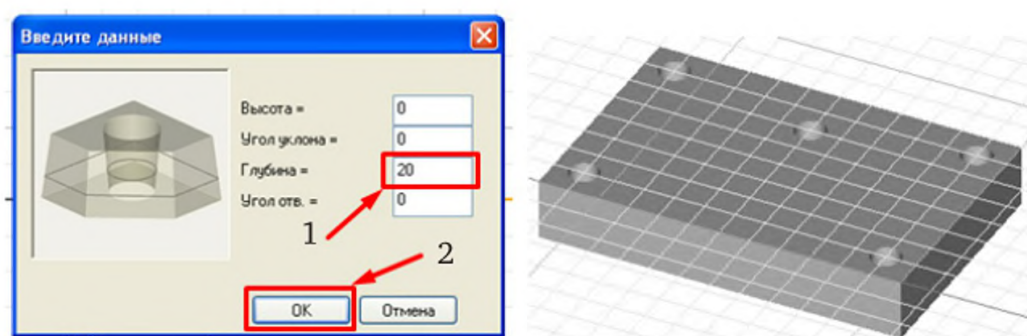 Введите данные
Высота = 0
Угол уклона = 0
Глубина = 20
Угол отв. = 0
1
2
OK
Отмена